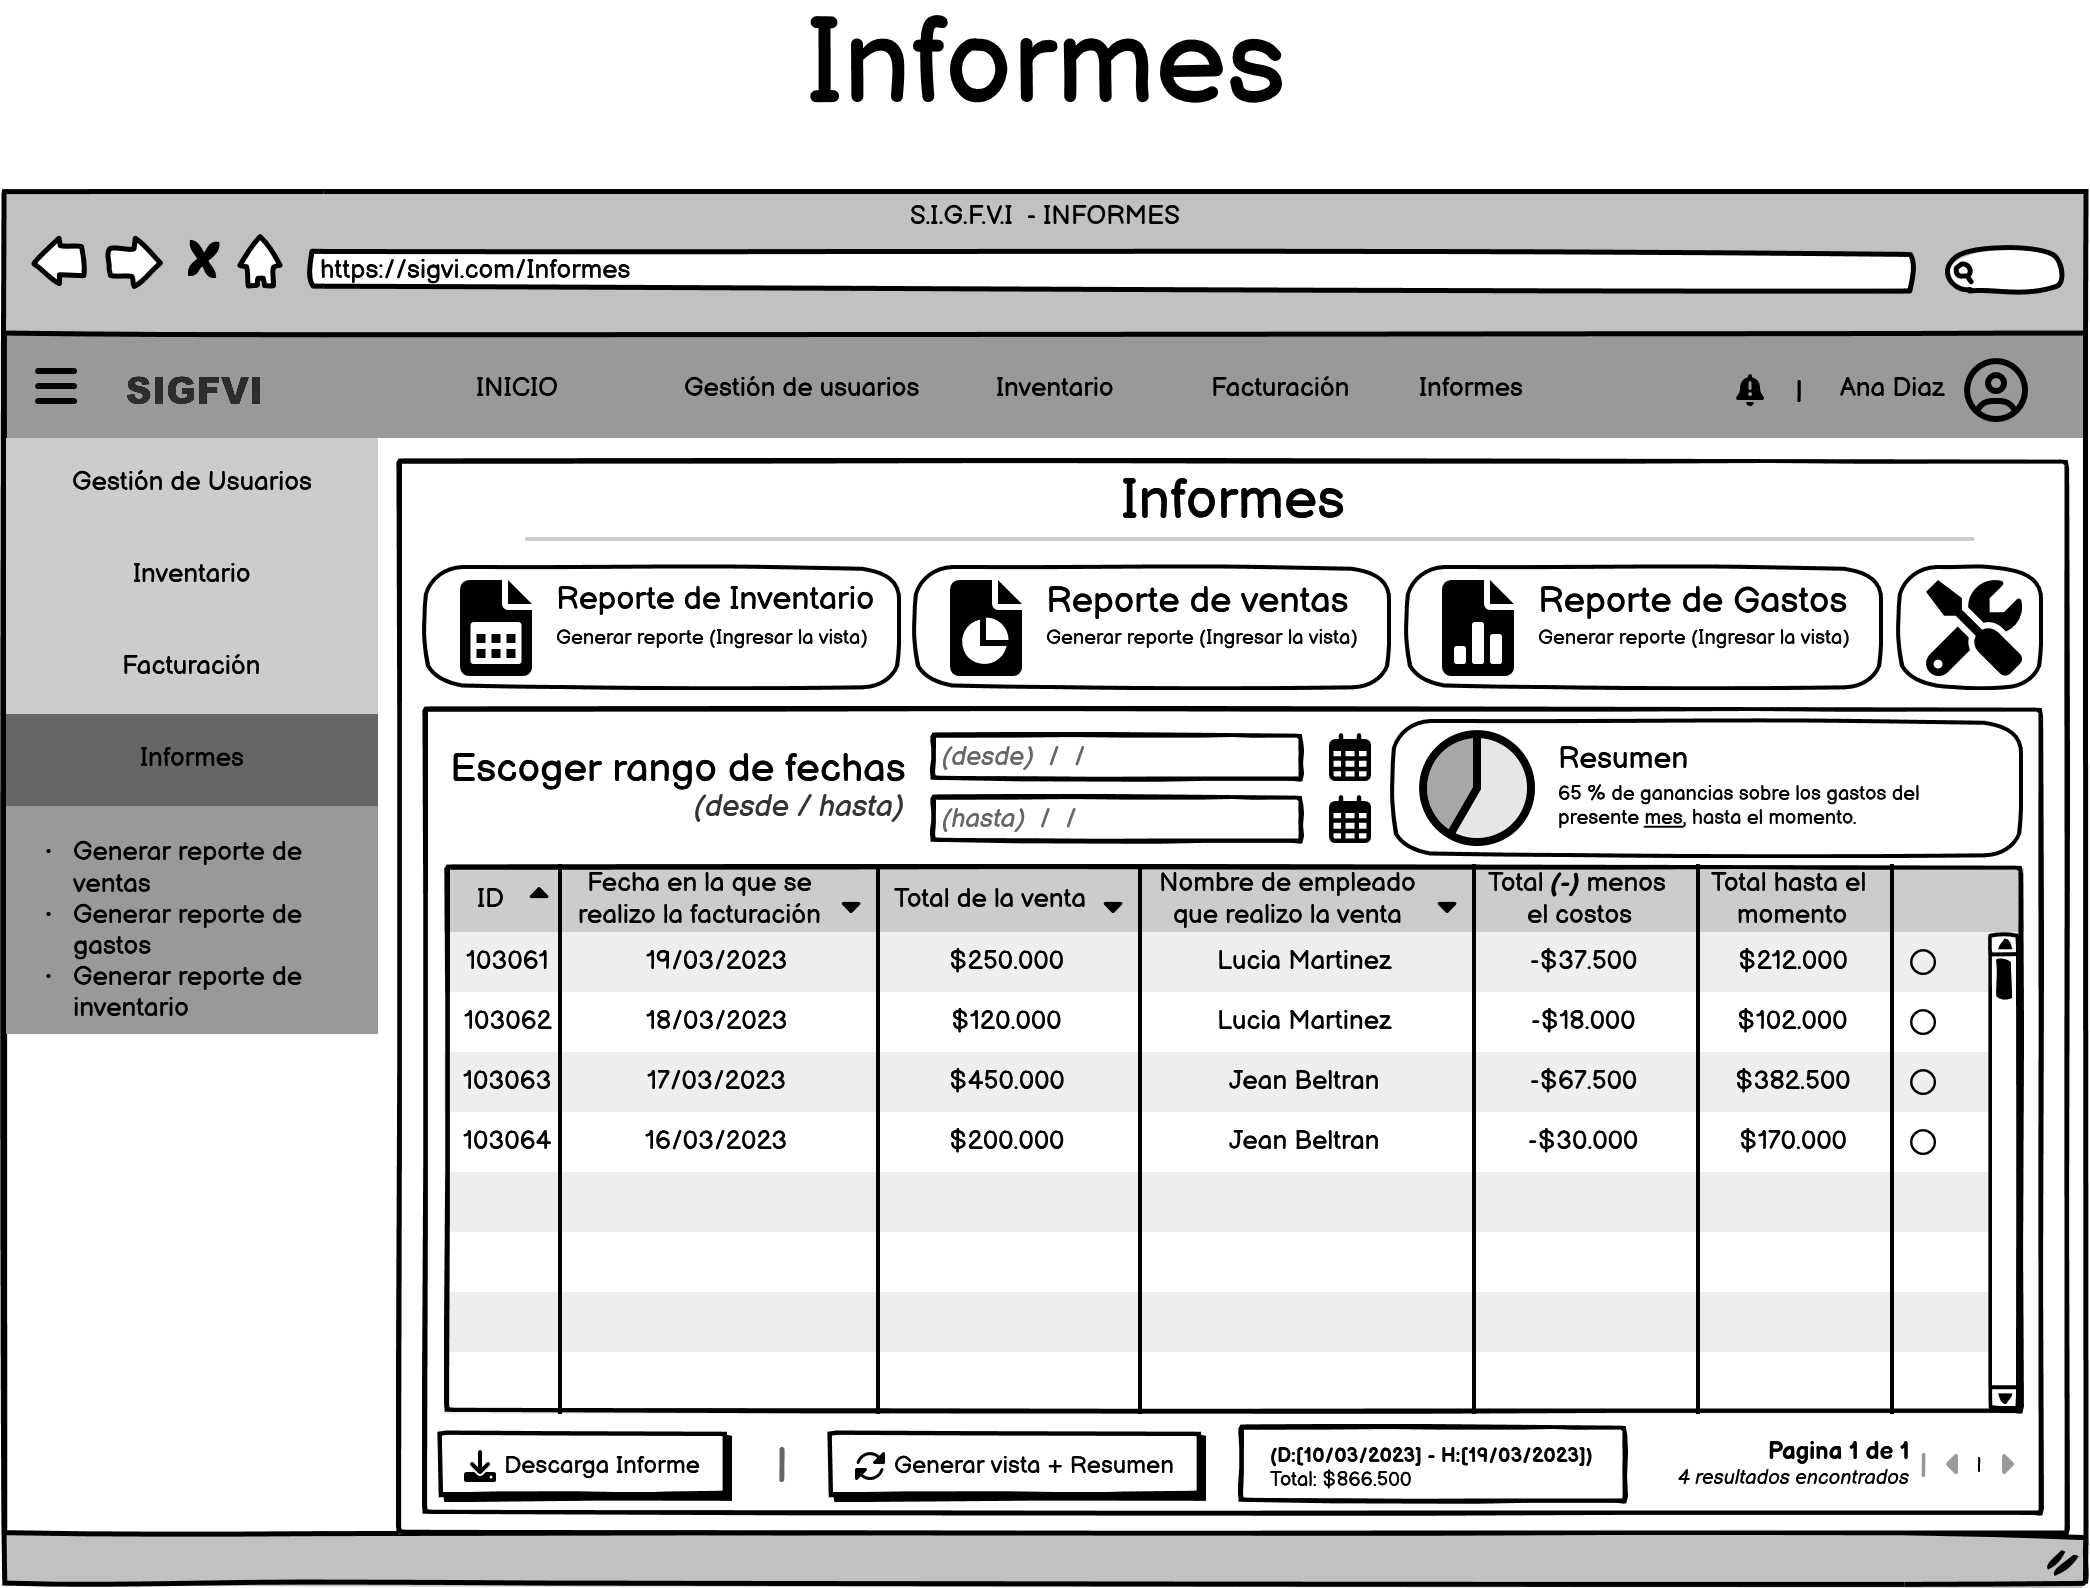 Informes
S.I.G.F.V.I - INFORMES
https://sigvi.com/Informes
SIGFVI
INICIO
Gestión de usuarios
Inventario
Facturación
Informes
|
Ana Diaz
Gestión de Usuarios
Inventario
Facturación
Informes
• Generar reporte de
ventas
• Generar reporte de
gastos
• Generar reporte de
inventario
Informes
Reporte de Inventario
Generar reporte (Ingresar la vista)
Reporte de ventas
Generar reporte (Ingresar la vista)
Reporte de Gastos
Generar reporte (Ingresar la vista)
Escoger rango de fechas
(desde / hasta)
(desde) / /
(hasta) / /
Resumen
65 % de ganancias sobre los gastos del
presente mes, hasta el momento.
ID
Fecha en la que se
realizo la facturación
Total de la venta
Nombre de empleado
que realizo la venta
Total (-) menos
el costos
Total hasta el
momento
103061 19/03/2023 $250.000 Lucia Martinez -$37.500 $212.000
103062 18/03/2023 $120.000 Lucia Martinez -$18.000 $102.000
103063 17/03/2023 $450.000 Jean Beltran -$67.500 $382.500
103064 16/03/2023 $200.000 Jean Beltran -$30.000 $170.000
Descarga Informe
|
Generar vista + Resumen
(D:[10/03/2023] - H:[19/03/2023])
Total: $866.500
Pagina 1 de 1
4 resultados encontrados
| |